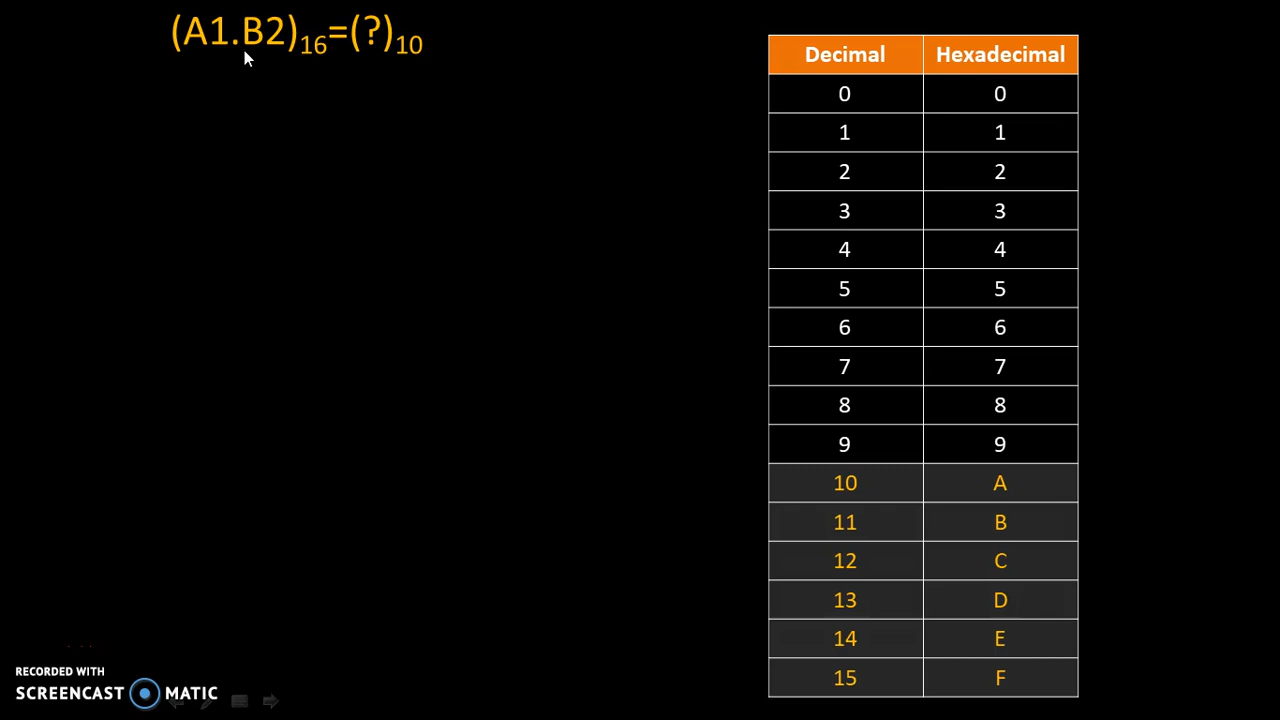 (A1.B2)16=(?)10
Decimal Hexadecimal
0 0
1 1
2 2
3 3
4 4
5 5
6 6
7 7
8 8
9 9
10 A
11 B
12 C
13 D
14 E
15 F
RECORDED WITH
SCREENCAST MATIC